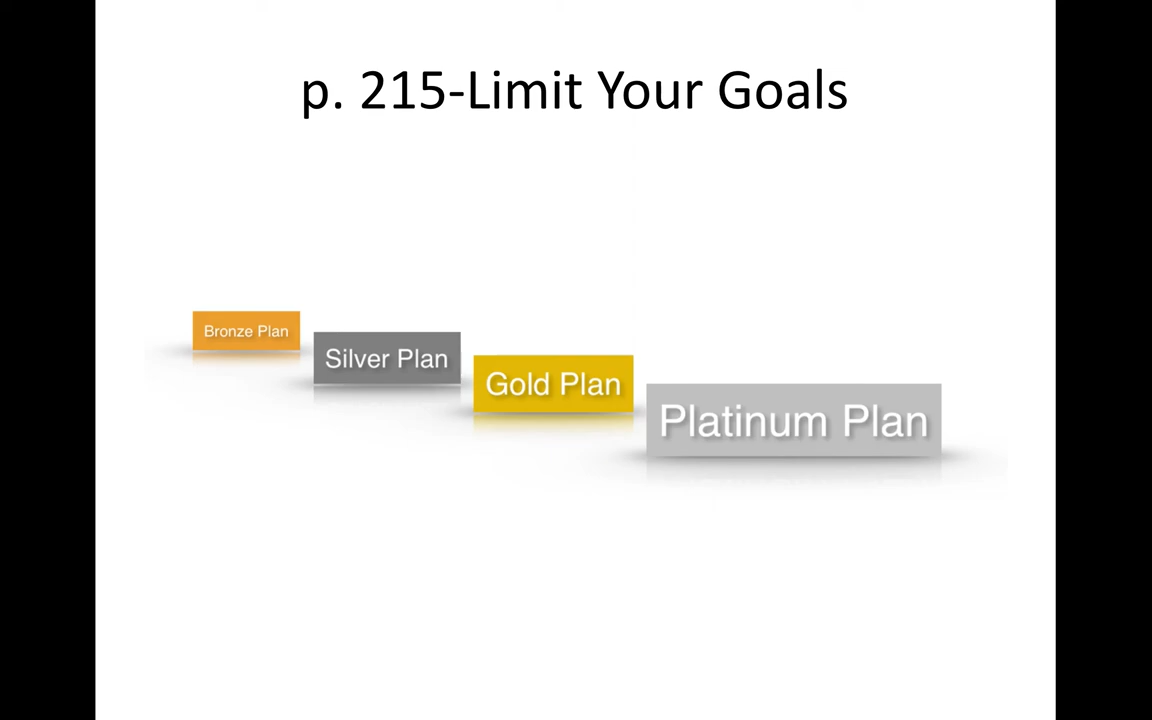 p. 215-Limit Your Goals
Bronze Plan
Silver Plan
Gold Plan
Platinum Plan